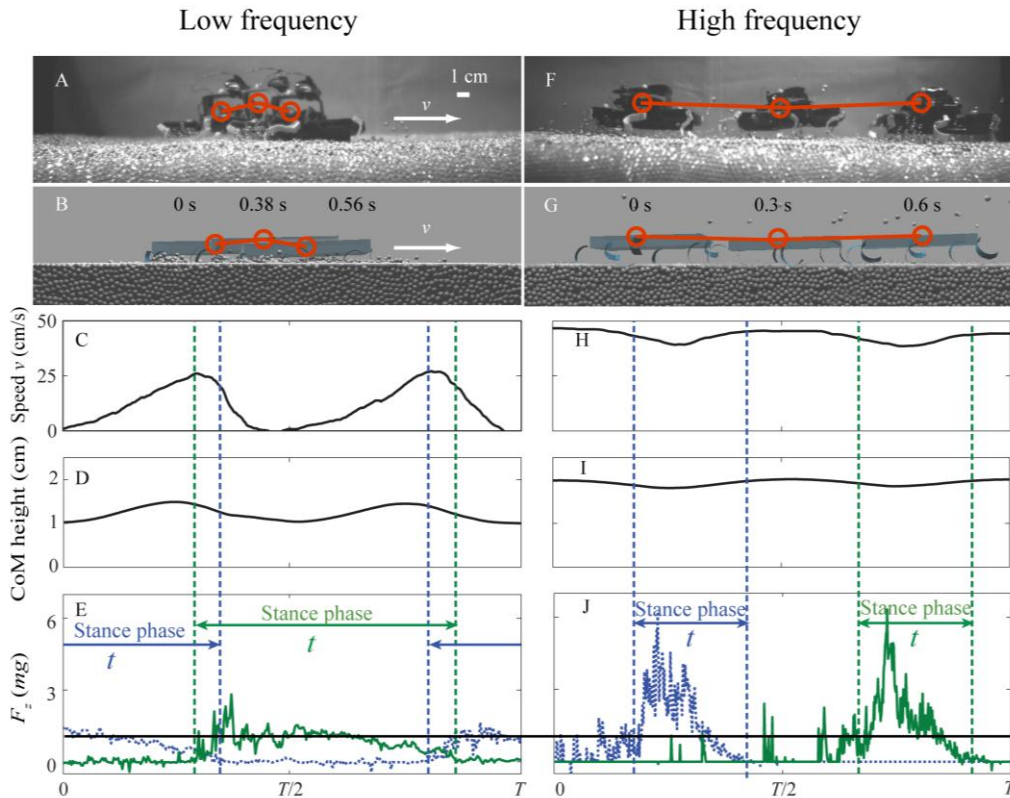 Low frequency
High frequency
A
1 cm
v
F
B
0 s
0.38 s
0.56 s
v
G
0 s
0.3 s
0.6 s
Speed v (cm/s)
50
25
0
C
H
CoM height (cm)
2
1
0
D
I
F_z (mg)
6
3
0
E
Stance phase
t
Stance phase
t
J
Stance phase
t
Stance phase
t
0
T/2
T
T/2
T